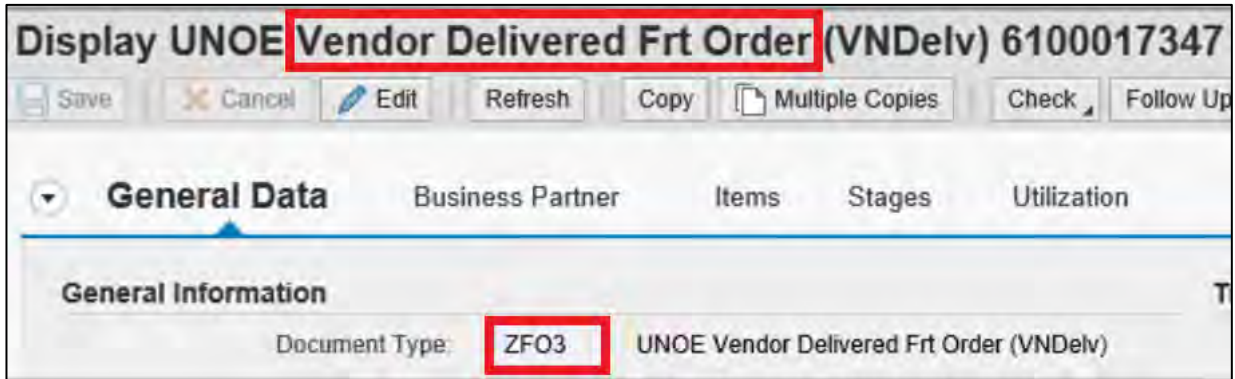 Display UNOE Vendor Delivered Frt Order (VNDelv) 6100017347
Save Cancel Edit Refresh Copy Multiple Copies Check Follow Up
General Data Business Partner Items Stages Utilization
General Information T
Document Type: ZFO3 UNOE Vendor Delivered Frt Order (VNDelv)